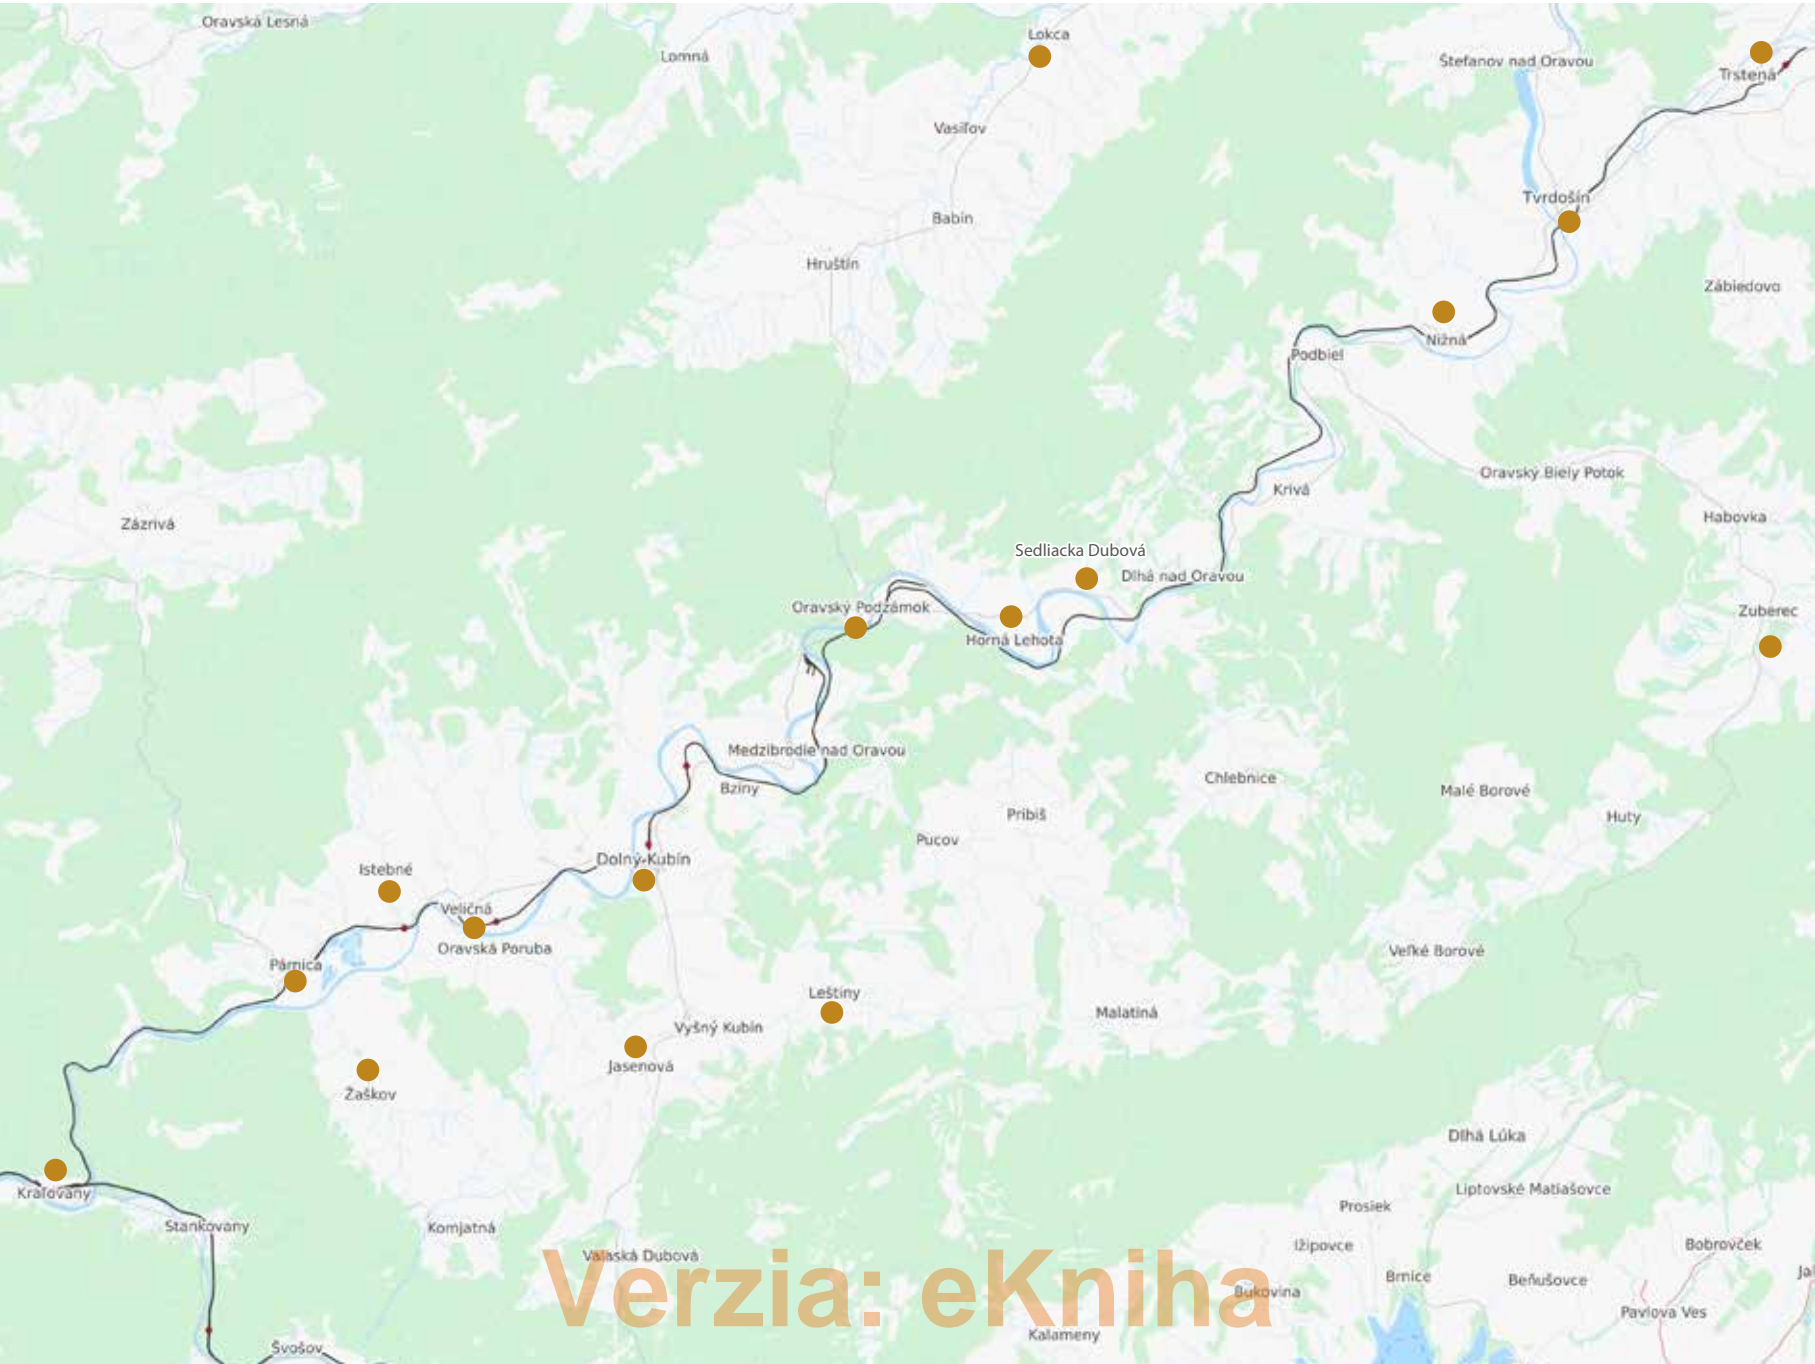 Oravská Lesná
Lokca
Lomná
Štefanov nad Oravou
Trstená
Vasiľov
Tvrdošín
Babín
Hruštín
Zábiedovo
Nižná
Podbiel
Oravský Biely Potok
Krivá
Habovka
Zázrivá
Sedliacka Dubová
Dlhá nad Oravou
Oravský Podzámok
Zuberec
Horná Lehota
Medzibrodie nad Oravou
Chlebnice
Bziny
Malé Borové
Pribiš
Huty
Pucov
Dolný Kubín
Istebné
Veličná
Oravská Poruba
Veľké Borové
Párnica
Leštiny
Malatiná
Vyšný Kubín
Jasenová
Žaškov
Dlhá Lúka
Kraľovany
Liptovské Matiašovce
Prosiek
Stankovany
Komjatná
Ižipovce
Bobrovček
Valaská Dubová
Brnice
Beňušovce
Ja
Bukovina
Verzia: eKniha
Pavlova Ves
Kalameny
Švošov